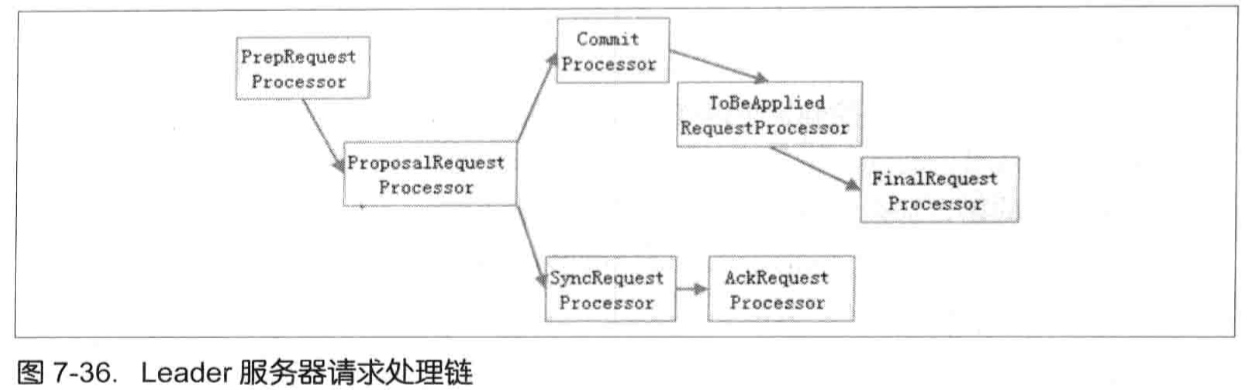 PrepRequest
Processor
ProposalRequest
Processor
Commit
Processor
ToBeApplied
RequestProcessor
FinalRequest
Processor
SyncRequest
Processor
AckRequest
Processor
图 7-36. Leader 服务器请求处理链